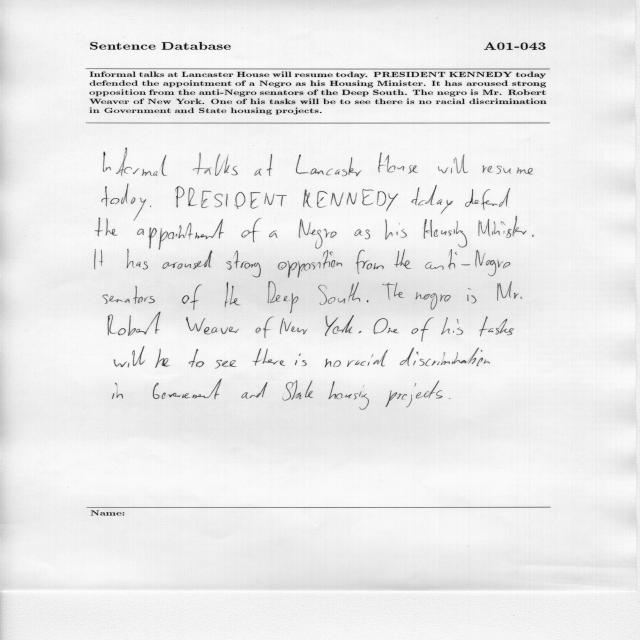 Sentence Database A01-043
Informal talks at Lancaster House will resume today. PRESIDENT KENNEDY today
defended the appointment of a Negro as his Housing Minister. It has aroused strong
opposition from the anti-Negro senators of the Deep South. The negro is Mr. Robert
Weaver of New York. One of his tasks will be to see there is no racial discrimination
in Government and State housing projects.
Informal talks at Lancaster House will resume
today. PRESIDENT KENNEDY today defend
the appointment of a Negro as his Housing Minister.
It has aroused strong opposition from the anti-Negro
senators of the Deep South. The negro is Mr.
Robert Weaver of New York. One of his tasks
will be to see there is no racial discrimination
in Government and State housing projects.
Name: